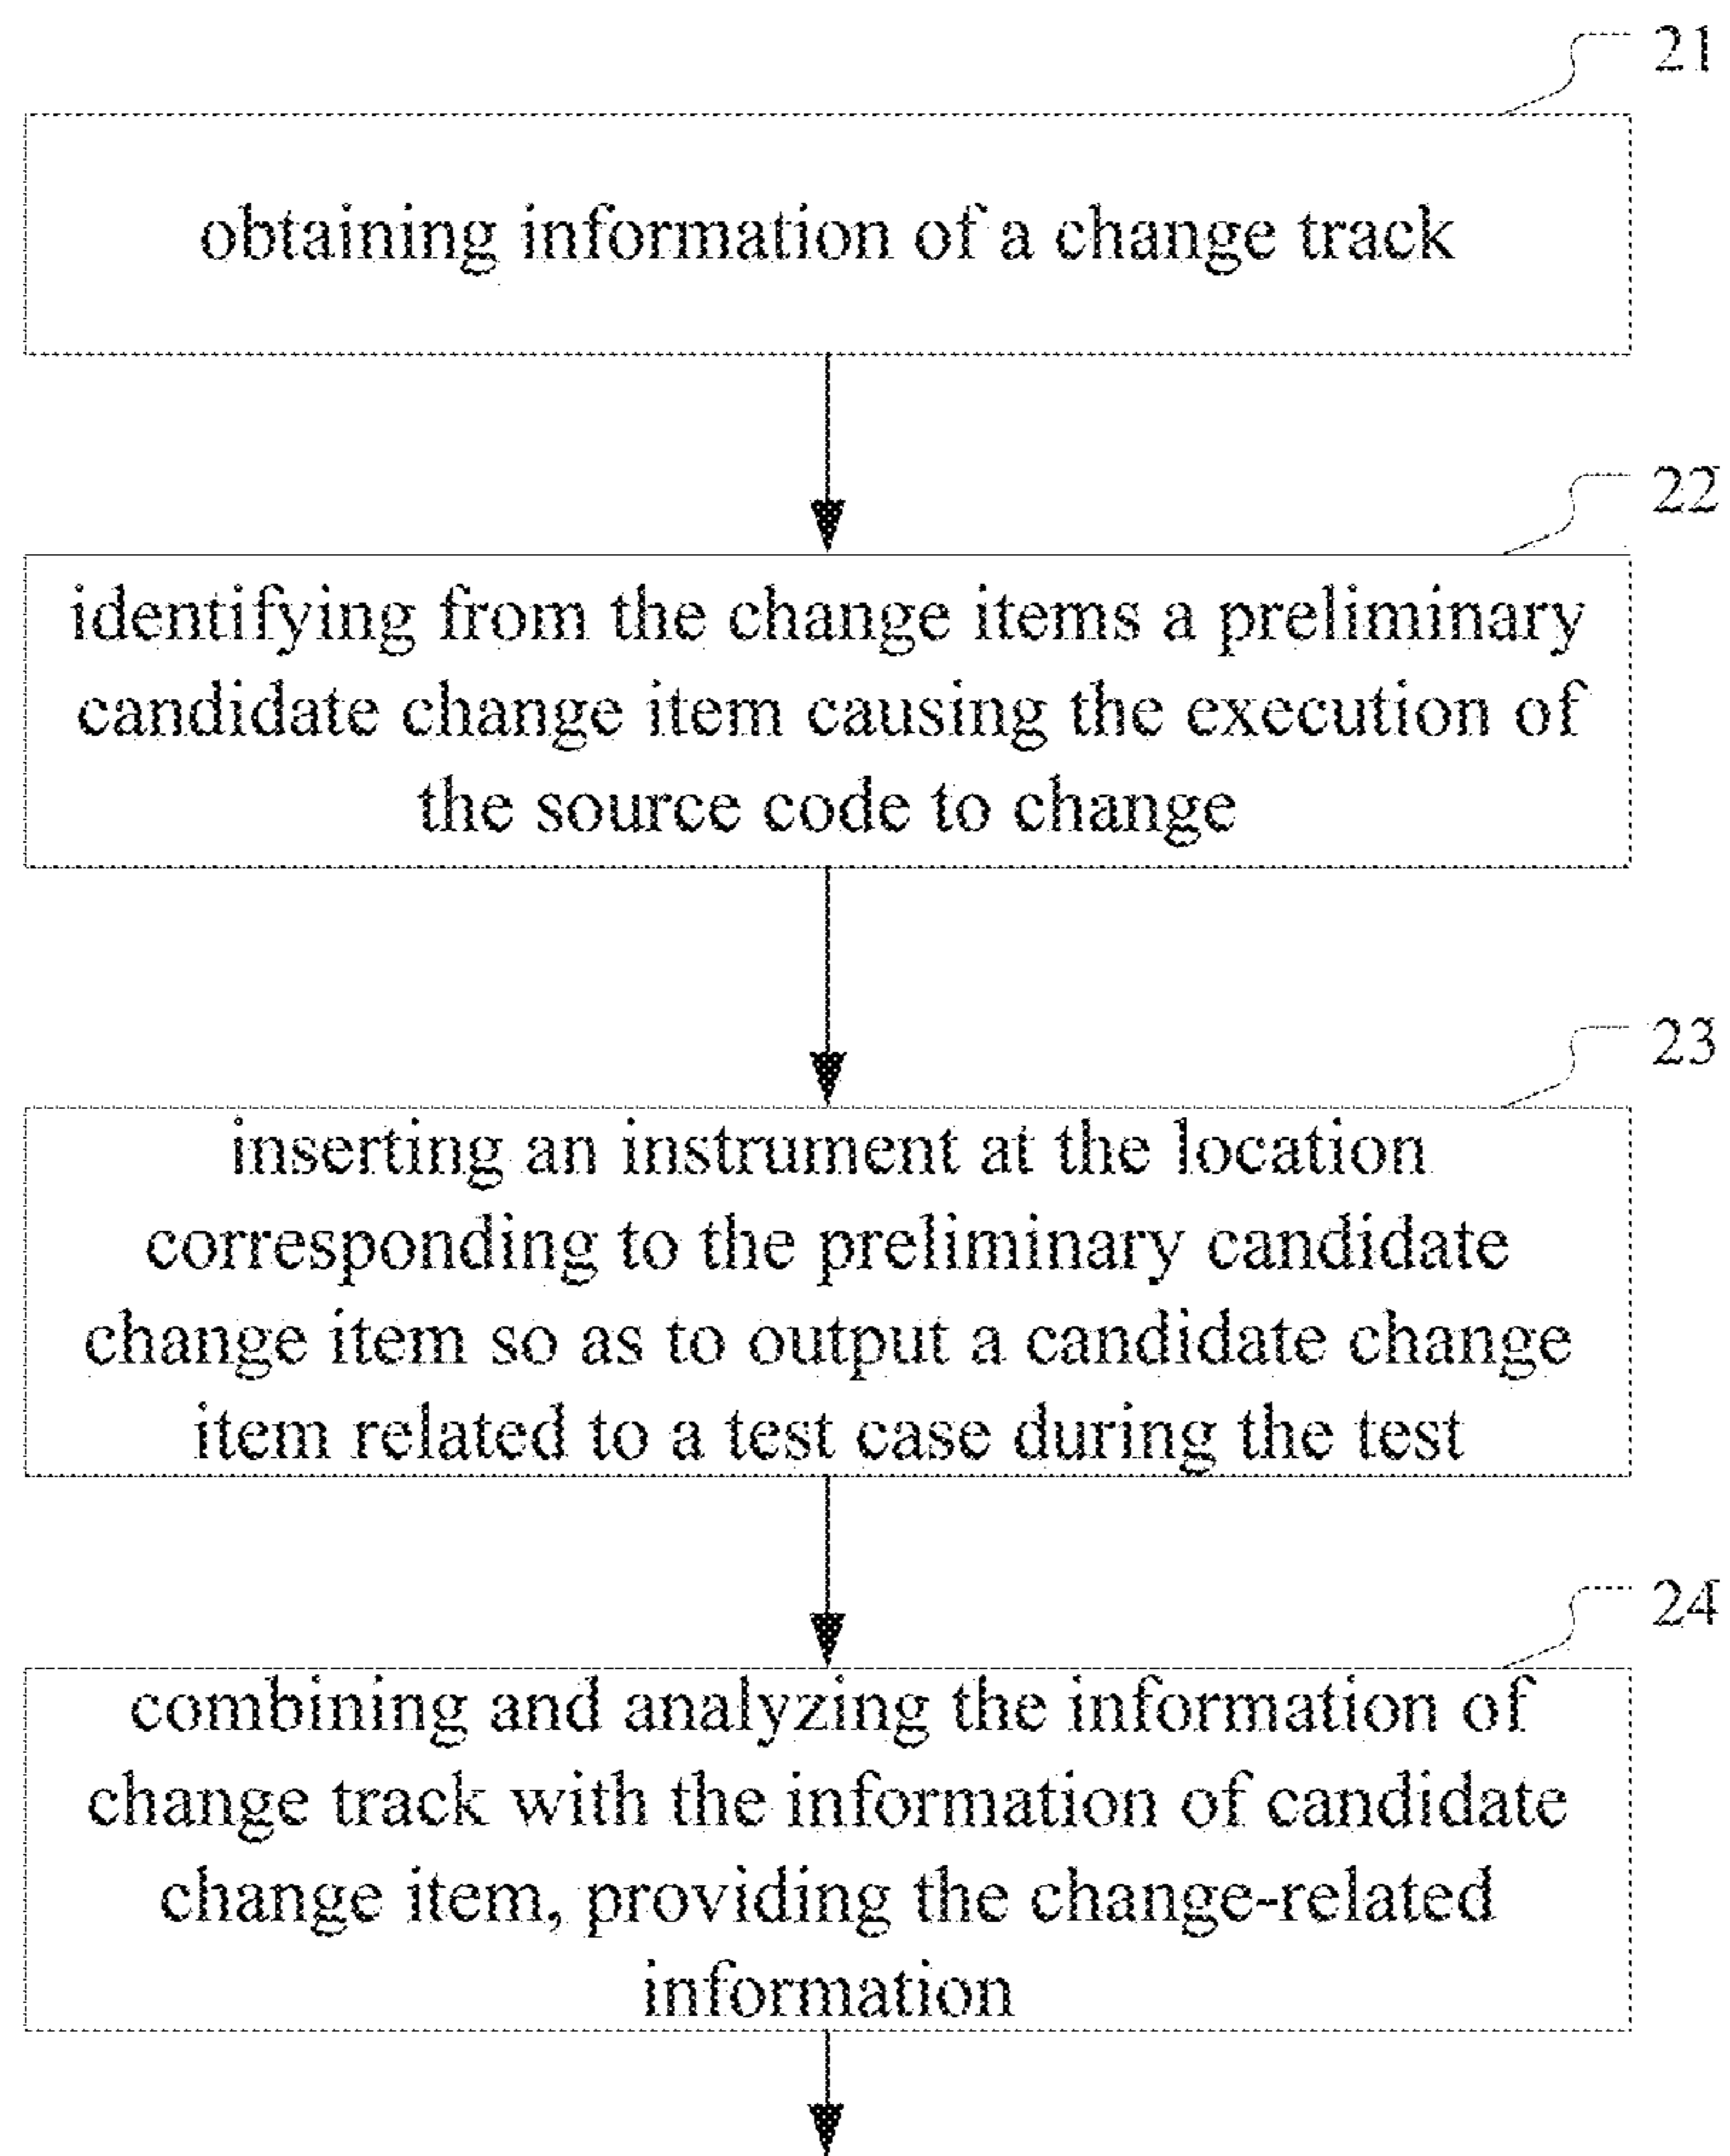 21
obtaining information of a change track
22
identifying from the change items a preliminary
candidate change item causing the execution of
the source code to change
23
inserting an instrument at the location
corresponding to the preliminary candidate
change item so as to output a candidate change
item related to a test case during the test
24
combining and analyzing the information of
change track with the information of candidate
change item, providing the change-related
information